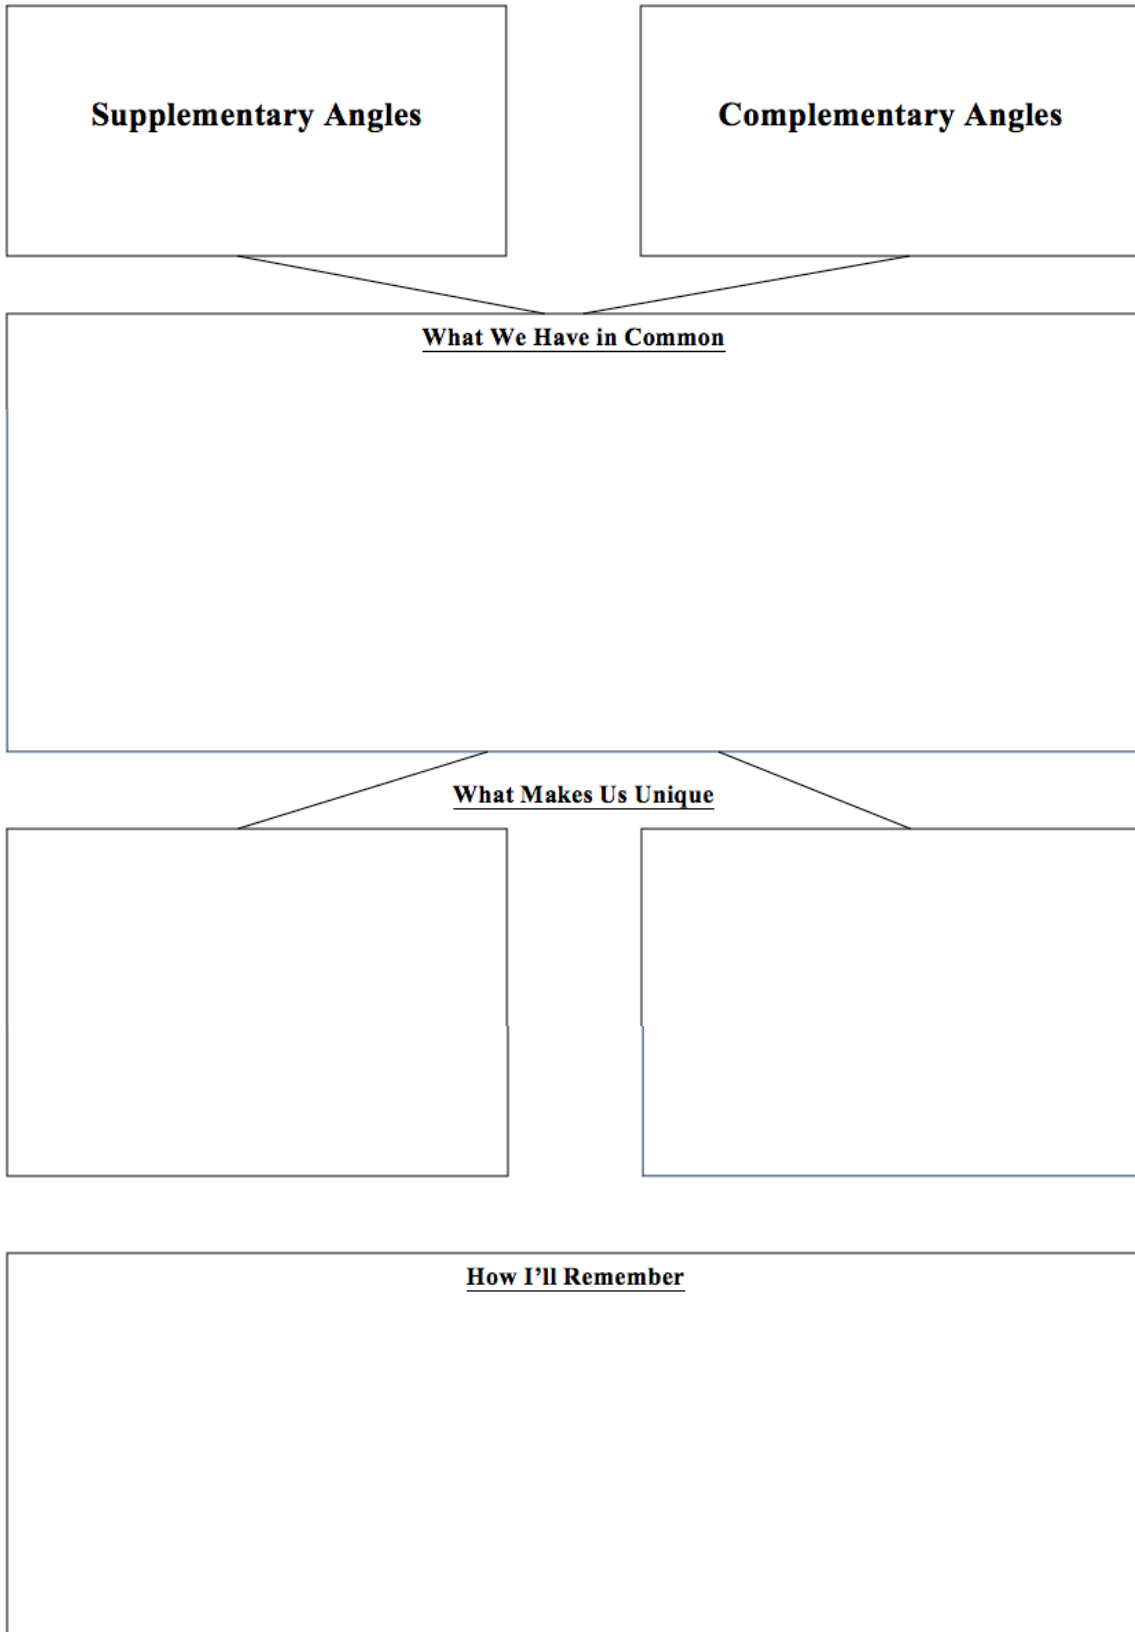 Supplementary Angles
Complementary Angles
What We Have in Common
What Makes Us Unique
How I’ll Remember